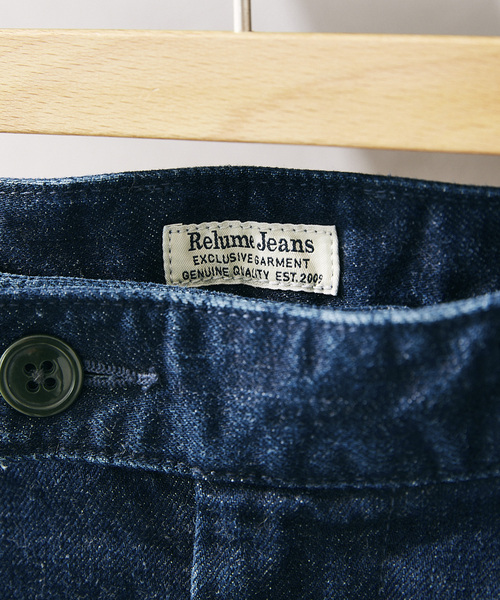 Relume Jeans
EXCLUSIVE GARMENT
GENUINE QUALITY EST. 2009